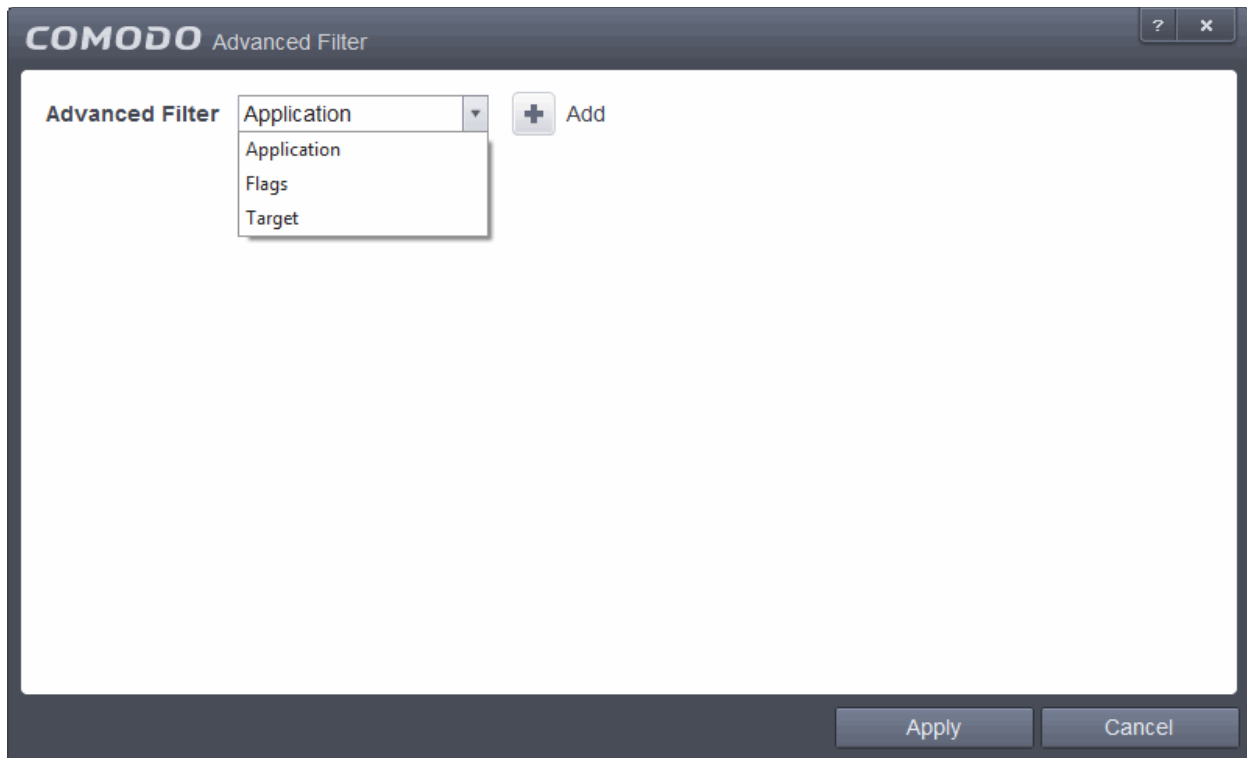 COMODO Advanced Filter ? ×
Advanced Filter Application Add
Application
Flags
Target
Apply Cancel